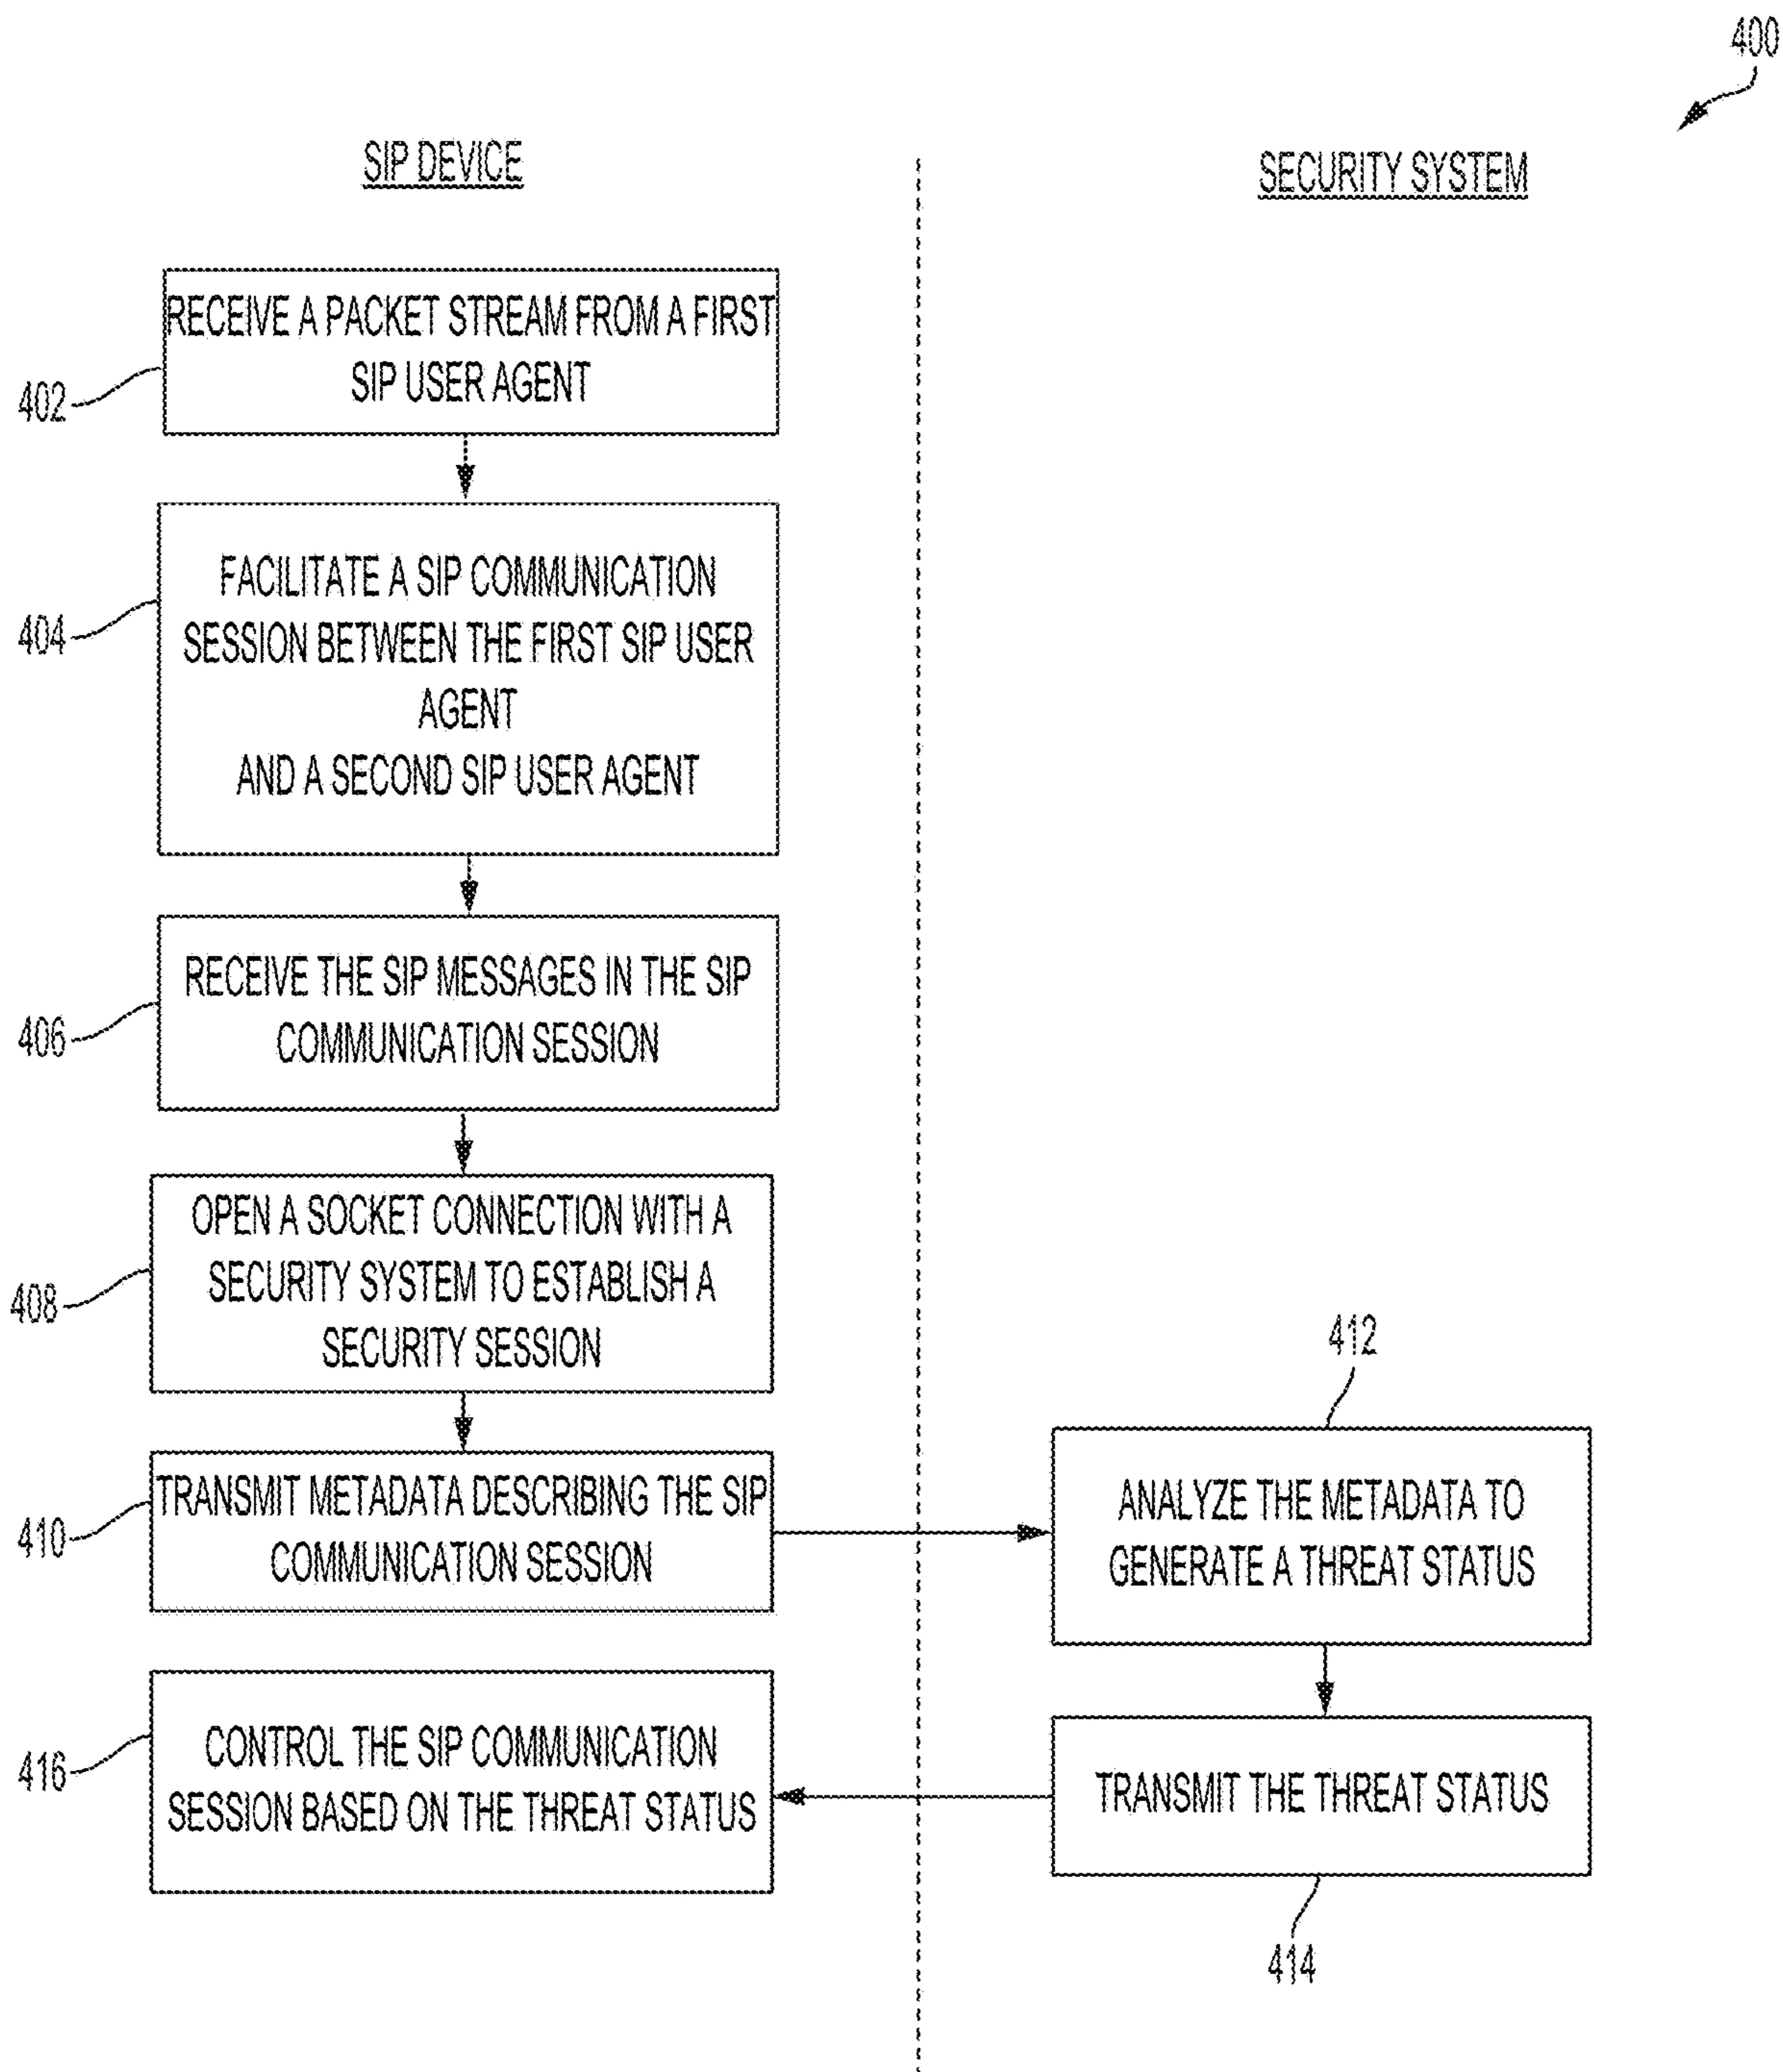 400
SIP DEVICE
SECURITY SYSTEM
RECEIVE A PACKET STREAM FROM A FIRST
SIP USER AGENT
402
FACILITATE A SIP COMMUNICATION
SESSION BETWEEN THE FIRST SIP USER
AGENT
AND A SECOND SIP USER AGENT
404
RECEIVE THE SIP MESSAGES IN THE SIP
COMMUNICATION SESSION
406
OPEN A SOCKET CONNECTION WITH A
SECURITY SYSTEM TO ESTABLISH A
SECURITY SESSION
408
TRANSMIT METADATA DESCRIBING THE SIP
COMMUNICATION SESSION
410
412
ANALYZE THE METADATA TO
GENERATE A THREAT STATUS
TRANSMIT THE THREAT STATUS
414
CONTROL THE SIP COMMUNICATION
SESSION BASED ON THE THREAT STATUS
416